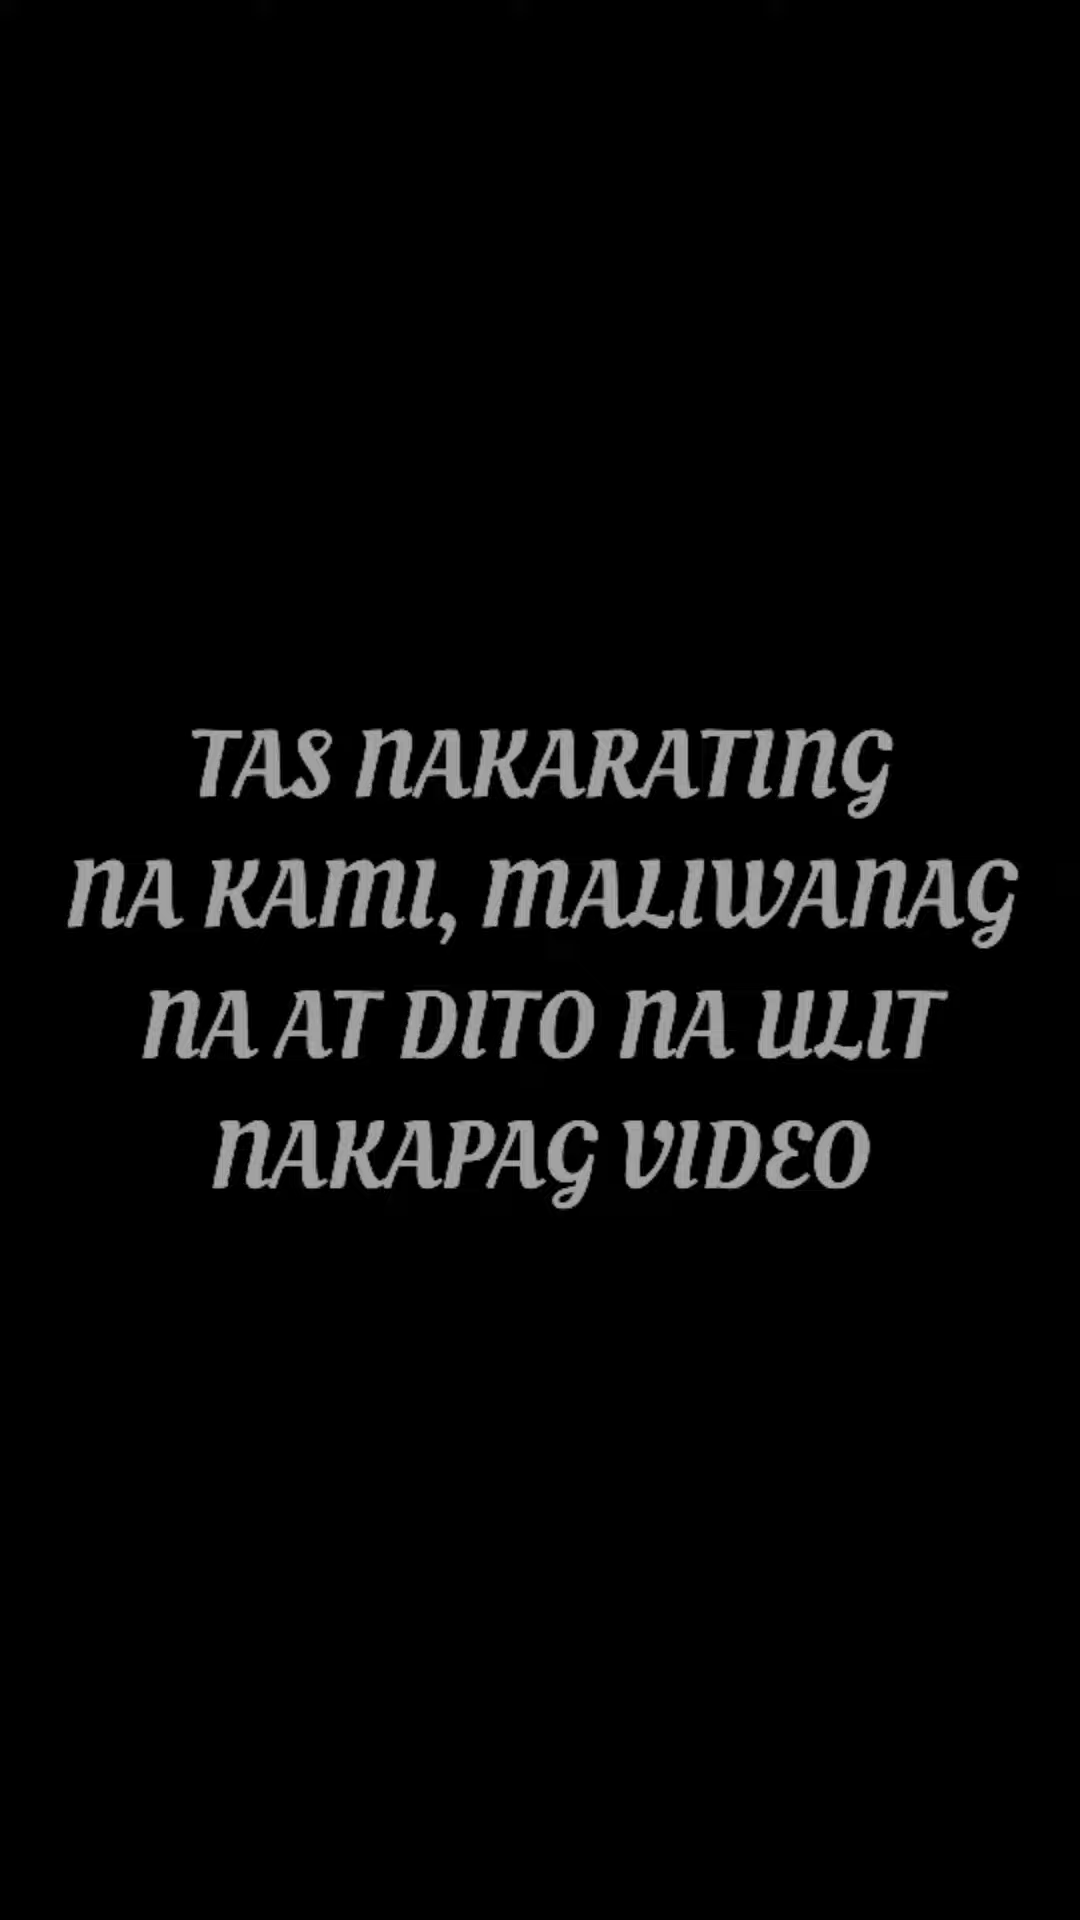 TAS NAKARATING
NA KAMI, MALIWANAG
NA AT DITO NA ULIT
NAKAPAG VIDEO